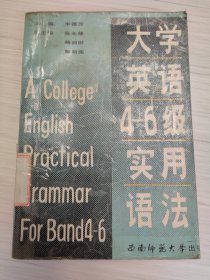 大学
英语
4-6级
实用
语法
A College
English
Practical
Grammar
For Band4-6
西南师范大学出版